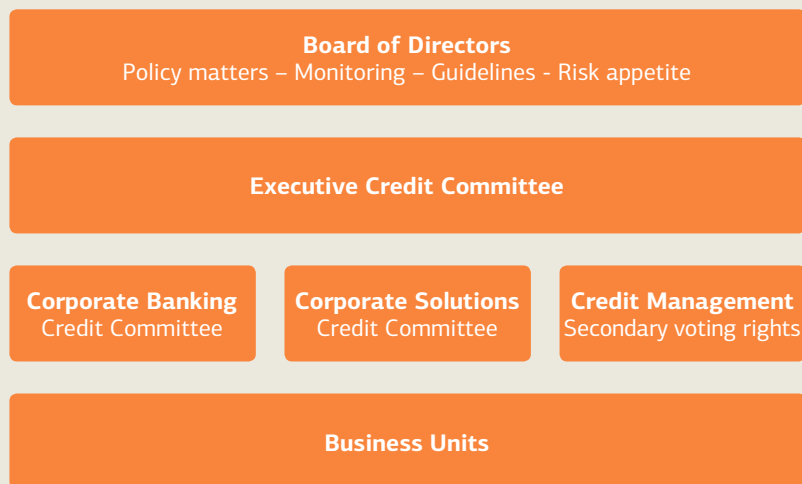 Board of Directors
Policy matters – Monitoring – Guidelines - Risk appetite
Executive Credit Committee
Corporate Banking
Credit Committee
Corporate Solutions
Credit Committee
Credit Management
Secondary voting rights
Business Units